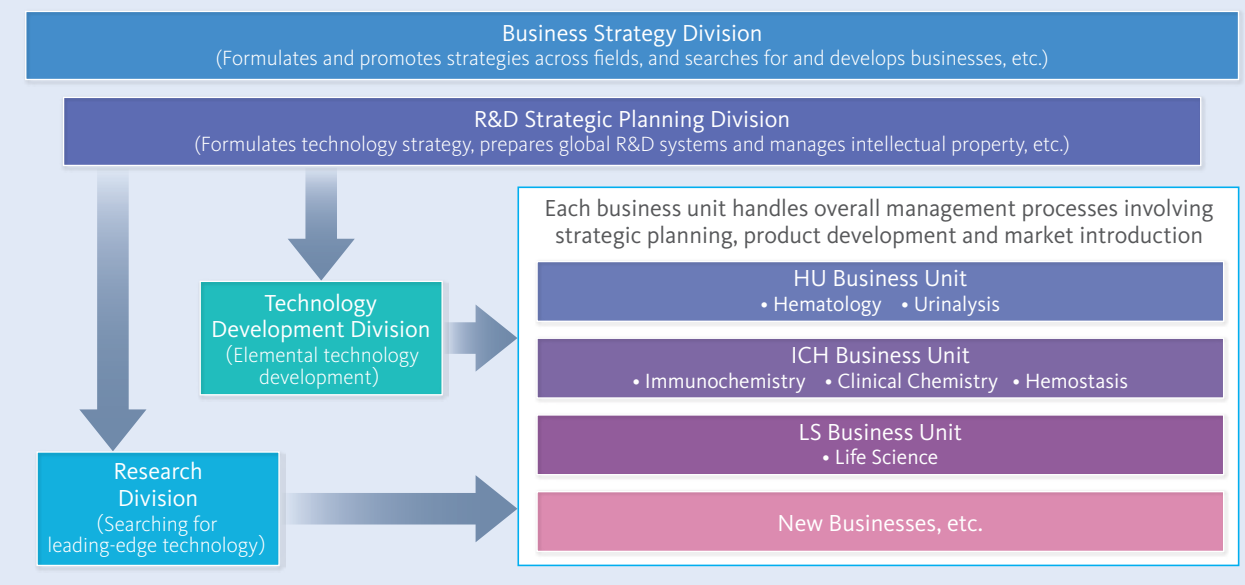 Business Strategy Division
(Formulates and promotes strategies across fields, and searches for and develops businesses, etc.)
R&D Strategic Planning Division
(Formulates technology strategy, prepares global R&D systems and manages intellectual property, etc.)
Each business unit handles overall management processes involving
strategic planning, product development and market introduction
HU Business Unit
• Hematology • Urinalysis
Technology
Development Division
(Elemental technology
development)
ICH Business Unit
• Immunochemistry • Clinical Chemistry • Hemostasis
LS Business Unit
• Life Science
Research
Division
(Searching for
leading-edge technology)
New Businesses, etc.